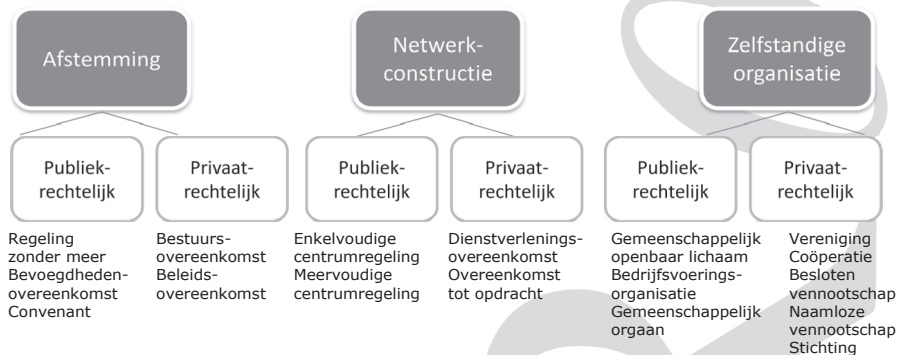 Afstemming
Netwerk-
constructie
Zelfstandige
organisatie
Publiek-
rechtelijk
Privaat-
rechtelijk
Publiek-
rechtelijk
Privaat-
rechtelijk
Publiek-
rechtelijk
Privaat-
rechtelijk
Regeling
zonder meer
Bevoegdheden-
overeenkomst
Convenant
Bestuurs-
overeenkomst
Beleids-
overeenkomst
Enkelvoudige
centrumregeling
Meervoudige
centrumregeling
Dienstverlenings-
overeenkomst
Overeenkomst
tot opdracht
Gemeenschappelijk
openbaar lichaam
Bedrijfsvoerings-
organisatie
Gemeenschappelijk
orgaan
Vereniging
Coöperatie
Besloten
vennootschap
Naamloze
vennootschap
Stichting